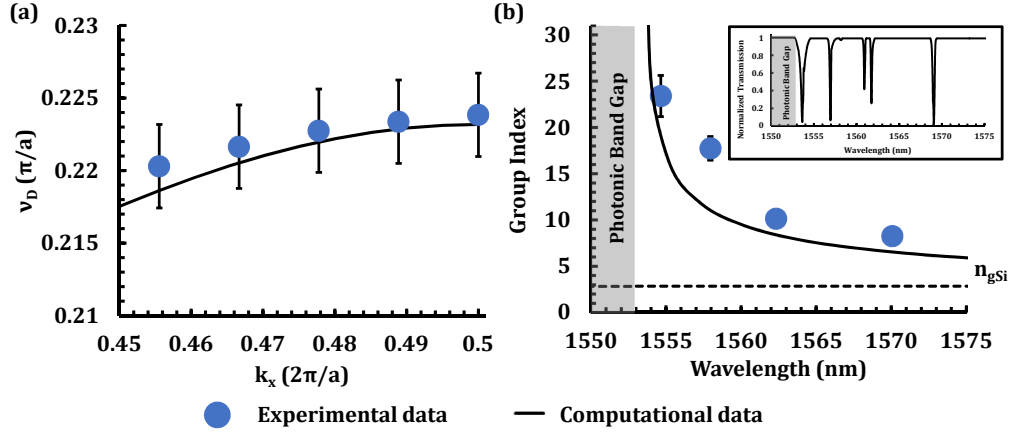 (a)
0.23
0.225
0.22
0.215
0.21
ν_D (π/a)
0.45
0.46
0.47
0.48
0.49
0.5
k_x (2π/a)
(b)
30
25
20
15
10
5
0
Group Index
Photonic Band Gap
n_gSi
1550
1555
1560
1565
1570
1575
Wavelength (nm)
1
0.8
0.6
0.4
0.2
0
Normalized Transmission
Photonic Band Gap
1550
1555
1560
1565
1570
1575
Wavelength (nm)
Experimental data
Computational data